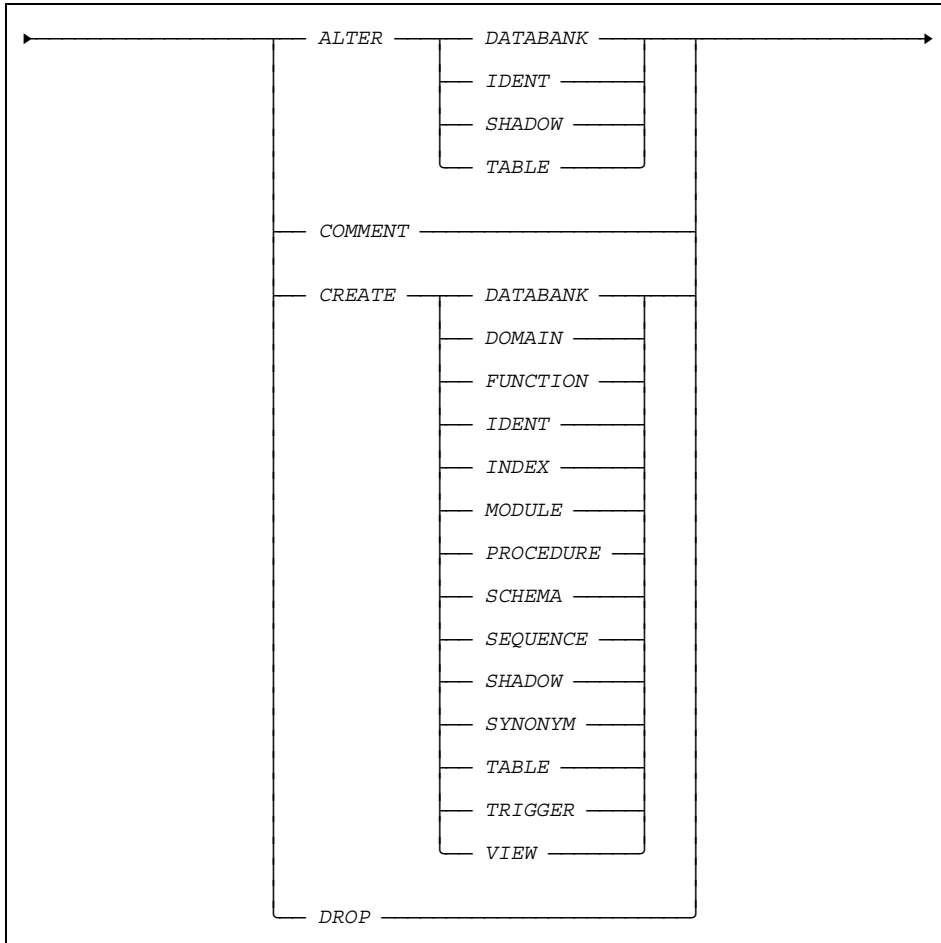 ALTER DATABANK
IDENT
SHADOW
TABLE
COMMENT
CREATE DATABANK
DOMAIN
FUNCTION
IDENT
INDEX
MODULE
PROCEDURE
SCHEMA
SEQUENCE
SHADOW
SYNONYM
TABLE
TRIGGER
VIEW
DROP